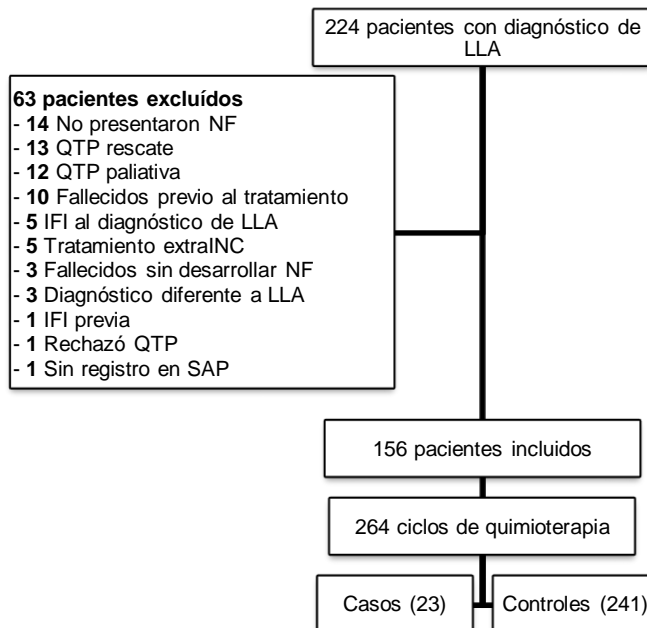 224 pacientes con diagnóstico de
LLA
63 pacientes excluídos
- 14 No presentaron NF
- 13 QTP rescate
- 12 QTP paliativa
- 10 Fallecidos previo al tratamiento
- 5 IFI al diagnóstico de LLA
- 5 Tratamiento extraINC
- 3 Fallecidos sin desarrollar NF
- 3 Diagnóstico diferente a LLA
- 1 IFI previa
- 1 Rechazó QTP
- 1 Sin registro en SAP
156 pacientes incluidos
264 ciclos de quimioterapia
Casos (23)
Controles (241)